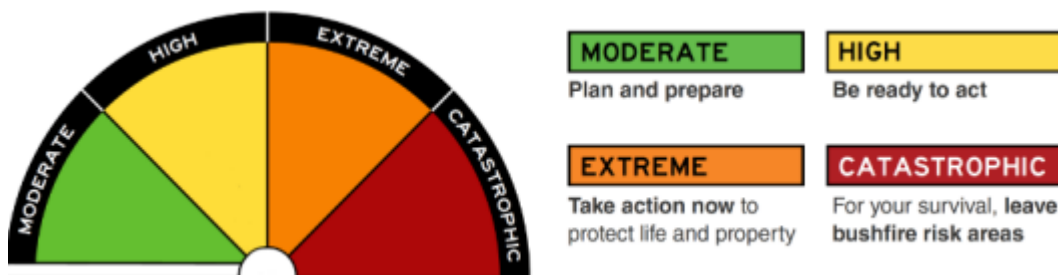 MODERATE
HIGH
EXTREME
CATASTROPHIC
MODERATE
Plan and prepare
HIGH
Be ready to act
EXTREME
Take action now to
protect life and property
CATASTROPHIC
For your survival, leave
bushfire risk areas